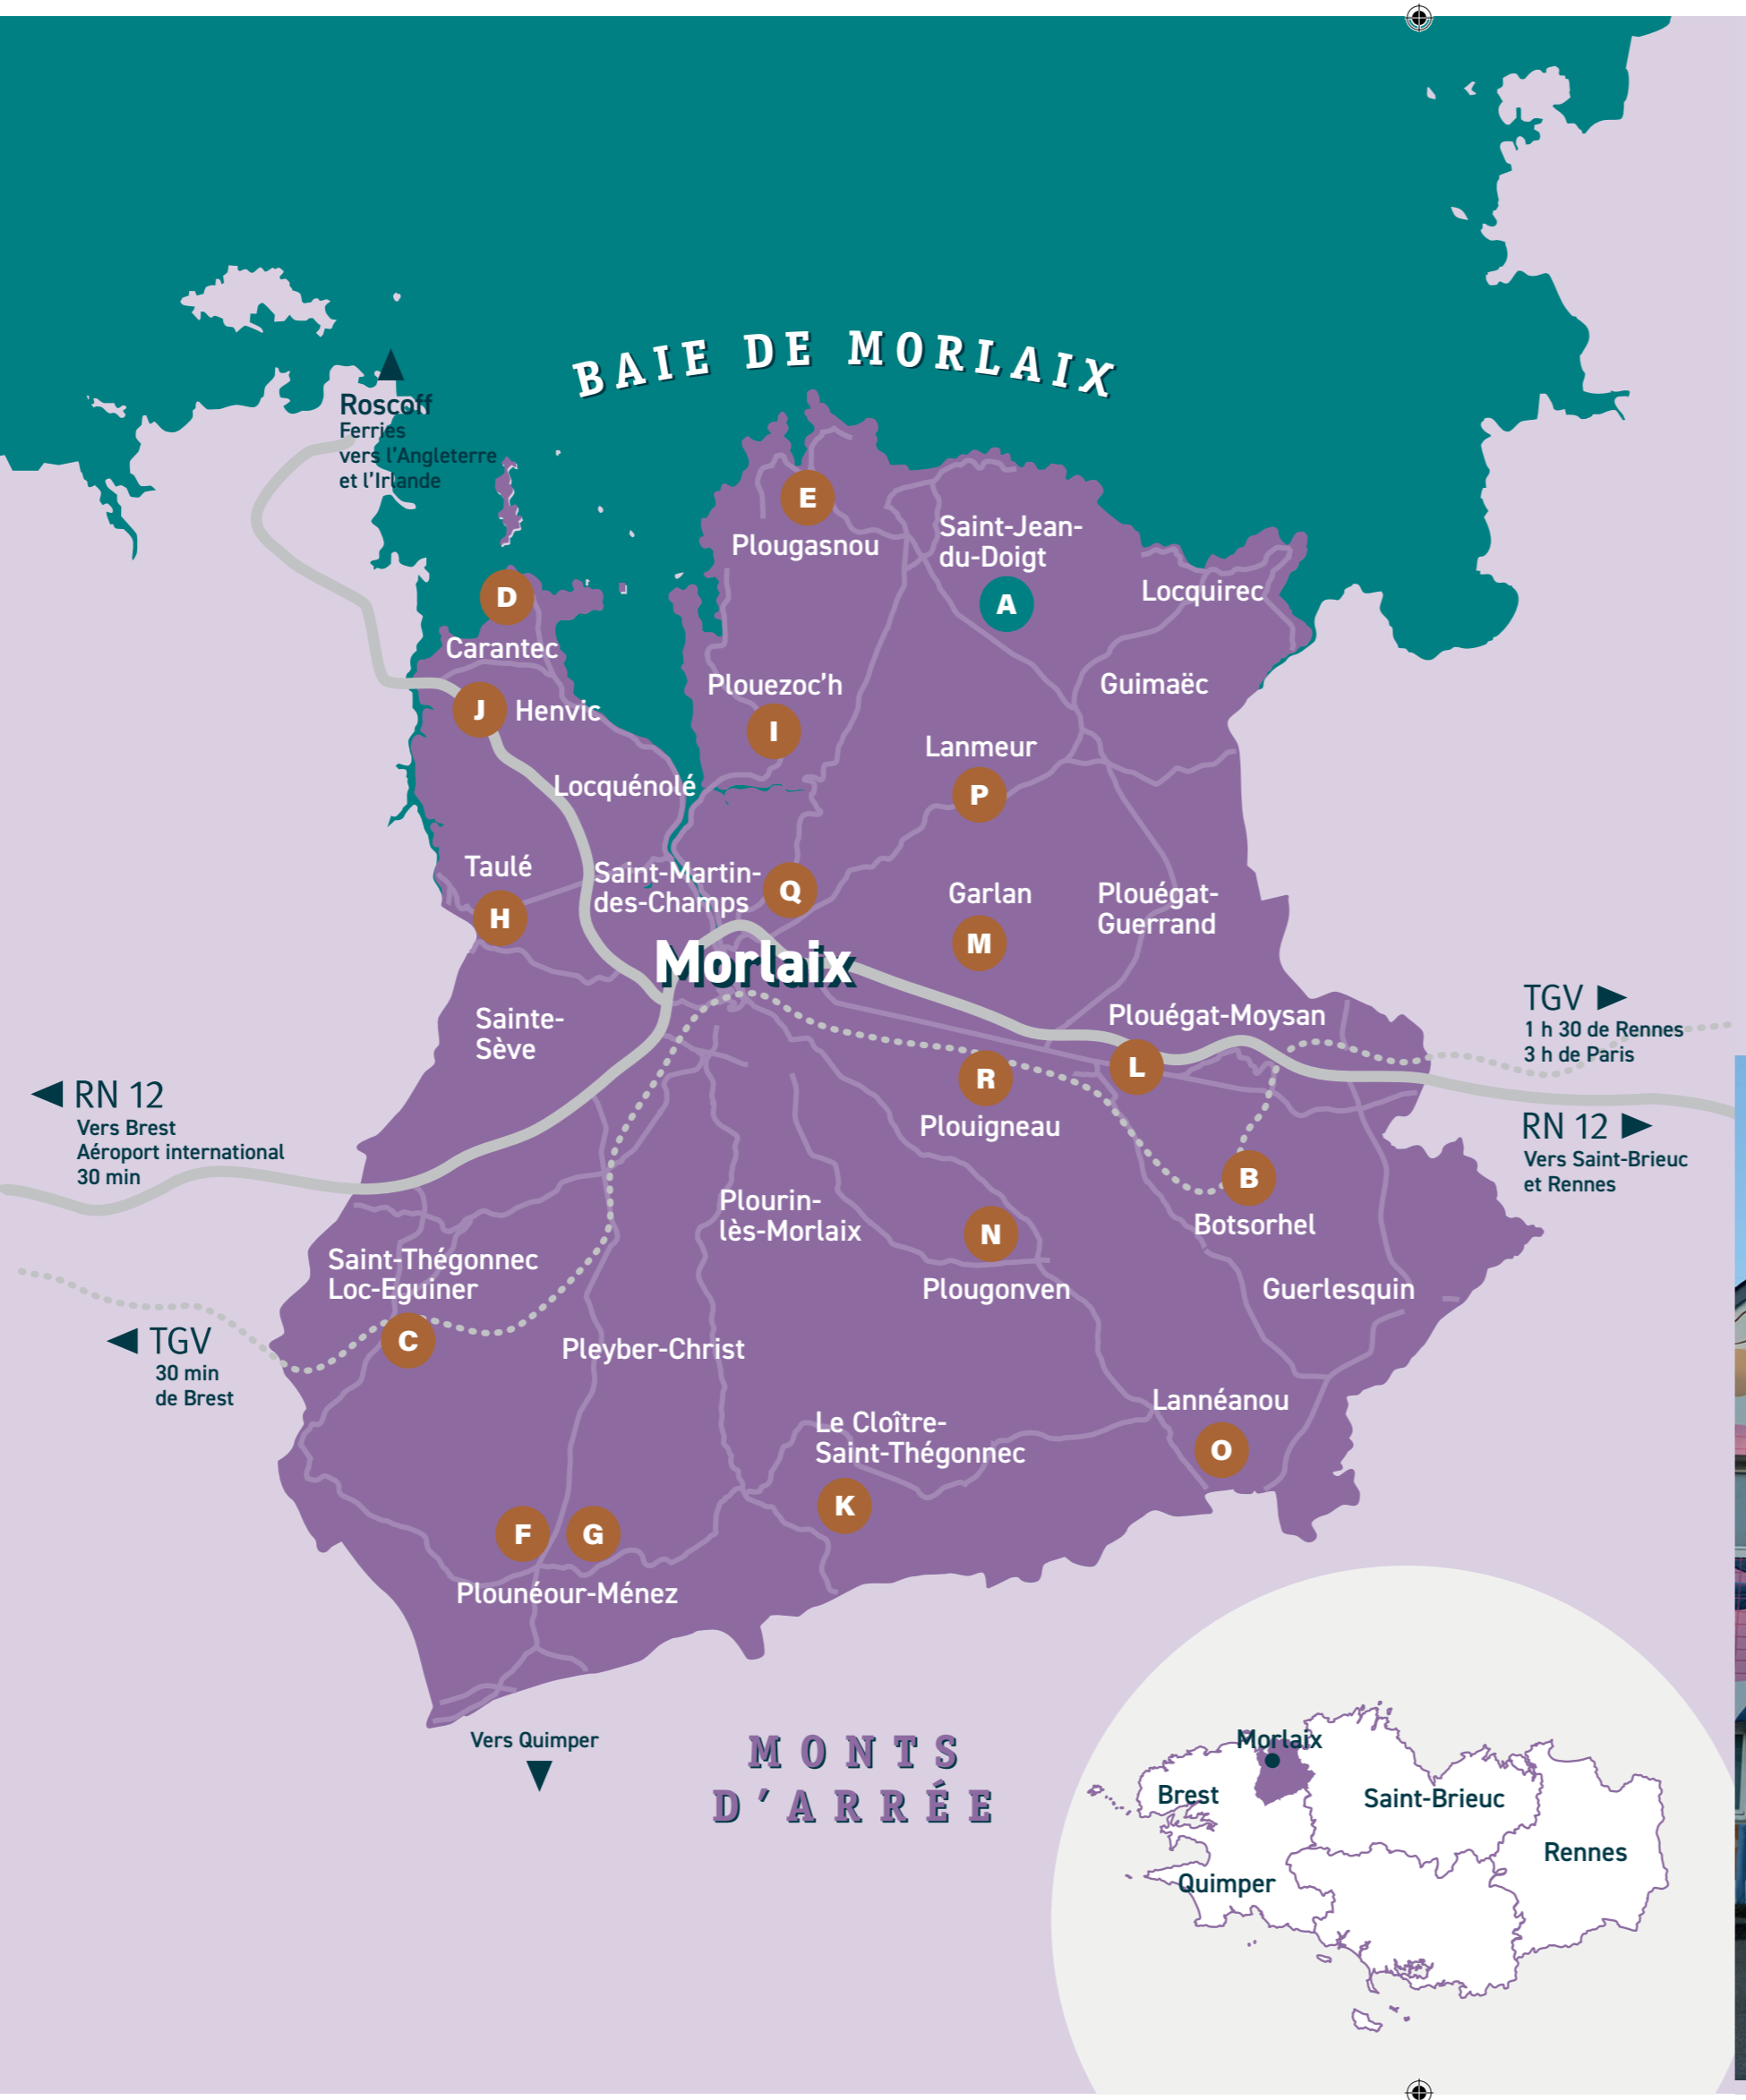 BAIE DE MORLAIX
Roscoff
Ferries
vers l'Angleterre
et l'Irlande
E
Plougasnou
Saint-Jean-
du-Doigt
A
Locquirec
D
Carantec
J
Henvic
Plouezoc'h
I
Guimaëc
Lanmeur
P
Locquénolé
Taulé
H
Saint-Martin-
des-Champs
Q
Garlan
M
Plouégat-
Guerrand
Morlaix
Sainte-
Sève
Plouégat-Moysan
L
TGV
1 h 30 de Rennes
3 h de Paris
R
Plouigneau
RN 12
Vers Brest
Aéroport international
30 min
RN 12
Vers Saint-Brieuc
et Rennes
B
Botsorhel
Plourin-
lès-Morlaix
N
Plougonven
Guerlesquin
Saint-Thégonnec
Loc-Eguiner
C
TGV
30 min
de Brest
Pleyber-Christ
Lannéanou
O
Le Cloître-
Saint-Thégonnec
K
F
G
Plounéour-Ménez
Vers Quimper
MONTS
D'ARRÉE
Morlaix
Brest
Saint-Brieuc
Rennes
Quimper